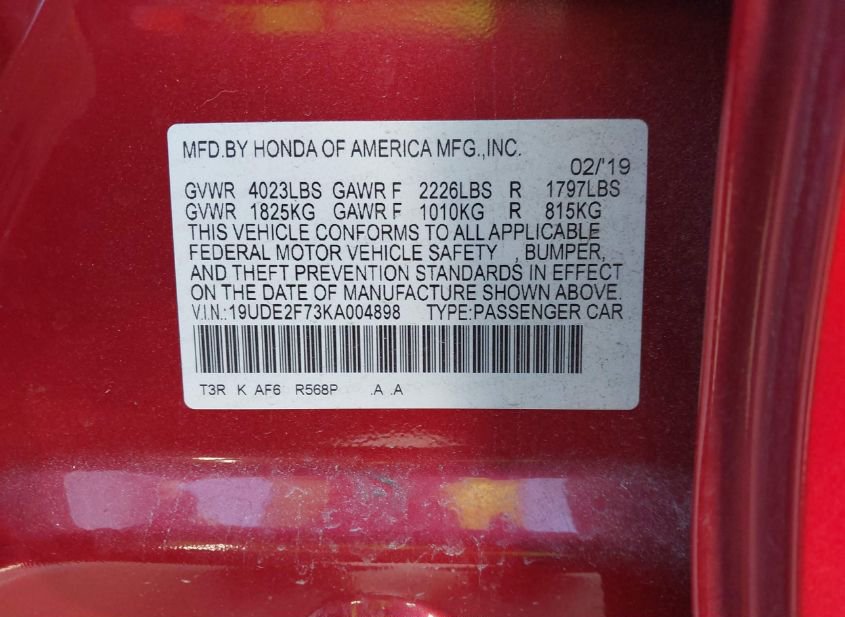 MFD.BY HONDA OF AMERICA MFG.,INC.
02/'19
GVWR 4023LBS GAWR F 2226LBS R 1797LBS
GVWR 1825KG GAWR F 1010KG R 815KG
THIS VEHICLE CONFORMS TO ALL APPLICABLE
FEDERAL MOTOR VEHICLE SAFETY , BUMPER,
AND THEFT PREVENTION STANDARDS IN EFFECT
ON THE DATE OF MANUFACTURE SHOWN ABOVE.
V.I.N.:19UDE2F73KA004898 TYPE:PASSENGER CAR
T3R K AF6 R568P .A .A